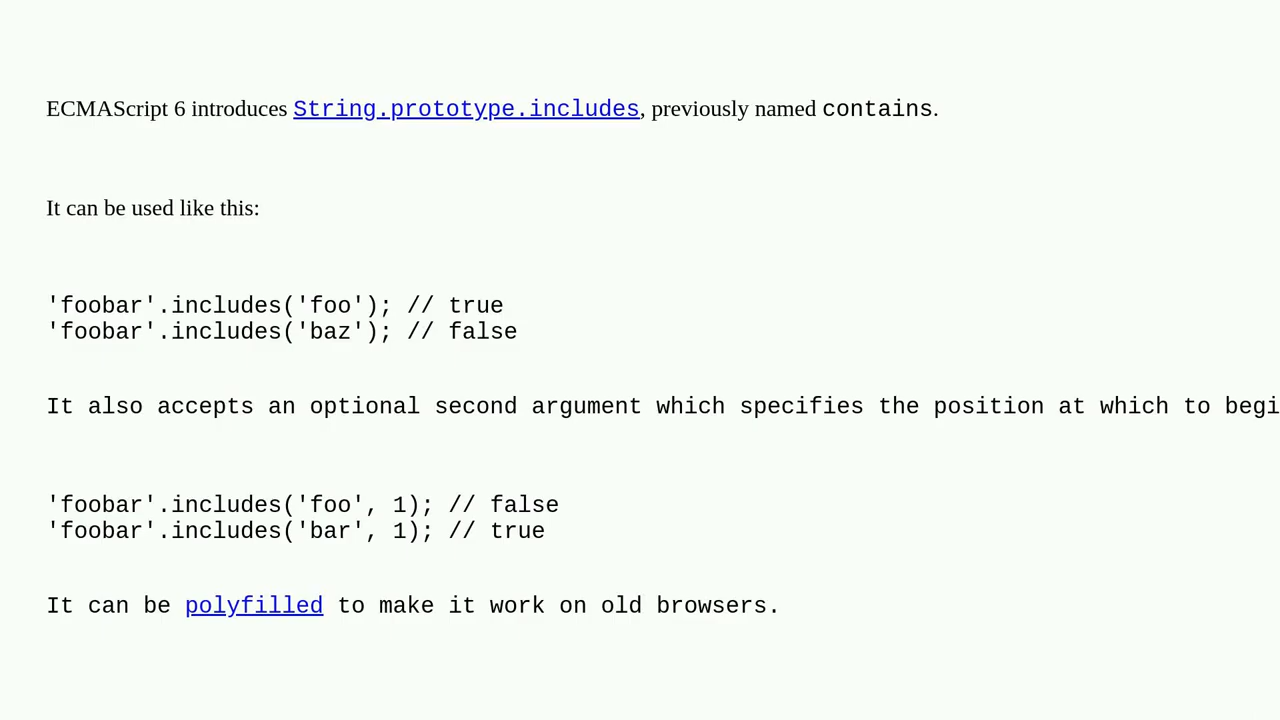 ECMAScript 6 introduces String.prototype.includes, previously named contains.
It can be used like this:
'foobar'.includes('foo'); // true
'foobar'.includes('baz'); // false
It also accepts an optional second argument which specifies the position at which to begi
'foobar'.includes('foo', 1); // false
'foobar'.includes('bar', 1); // true
It can be polyfilled to make it work on old browsers.